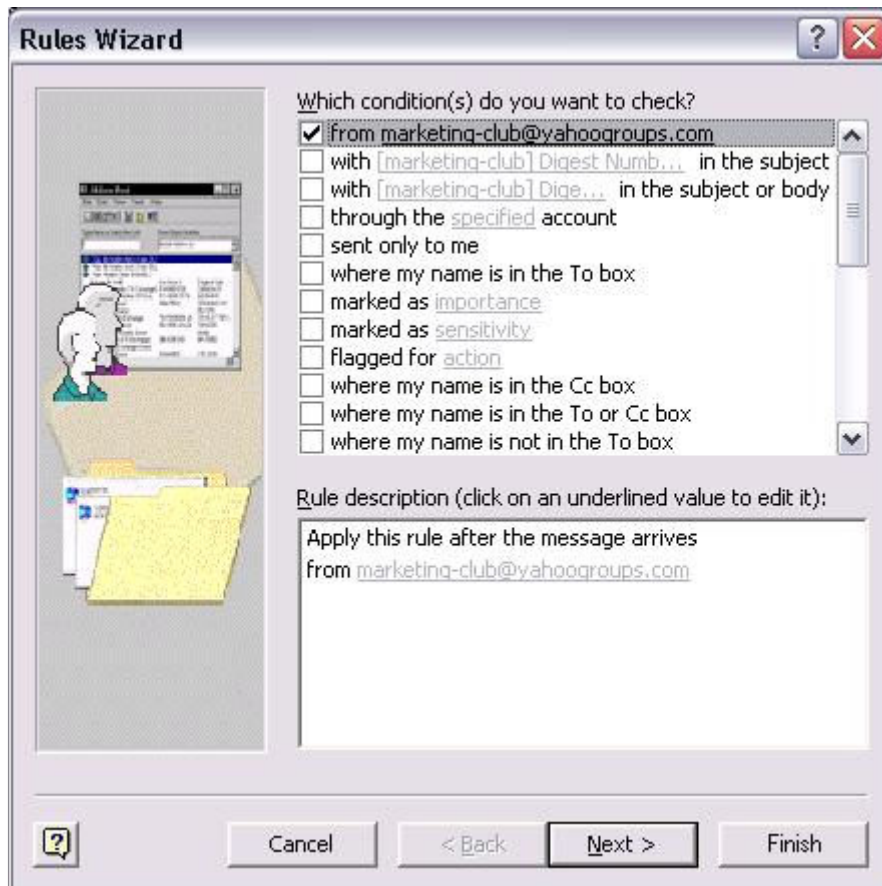 Rules Wizard
Which condition(s) do you want to check?
from marketing-club@yahoogroups.com
with [marketing-club] Digest Numb... in the subject
with [marketing-club] Dige... in the subject or body
through the specified account
sent only to me
where my name is in the To box
marked as importance
marked as sensitivity
flagged for action
where my name is in the Cc box
where my name is in the To or Cc box
where my name is not in the To box
Rule description (click on an underlined value to edit it):
Apply this rule after the message arrives
from marketing-club@yahoogroups.com
Cancel
< Back
Next >
Finish